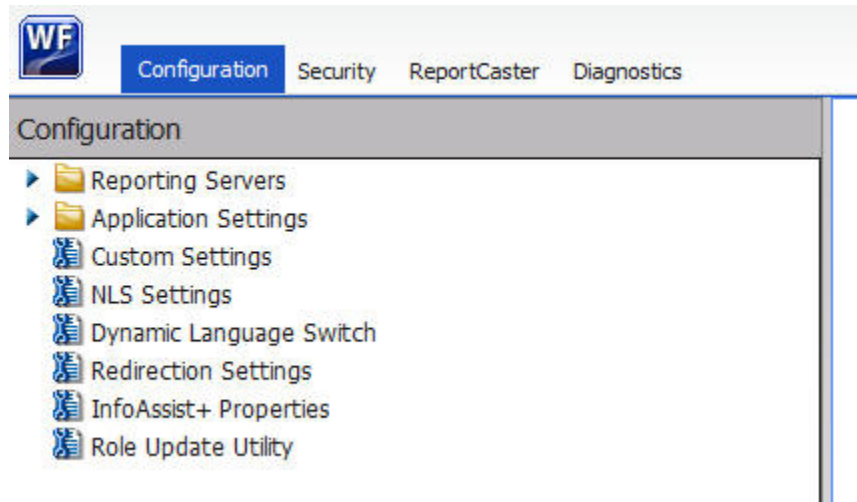 WF
Configuration Security ReportCaster Diagnostics
Configuration
Reporting Servers
Application Settings
Custom Settings
NLS Settings
Dynamic Language Switch
Redirection Settings
InfoAssist+ Properties
Role Update Utility